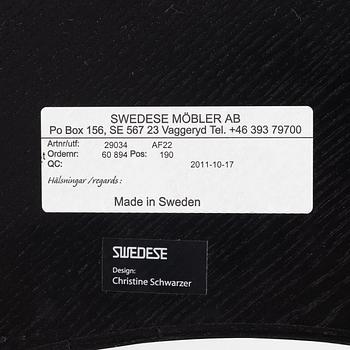 SWEDESE MÖBLER AB
Po Box 156, SE 567 23 Vaggeryd Tel. +46 393 79700
Artnr/utf: 29034 AF22
Ordernr: 60 894 Pos: 190
QC: 2011-10-17
Hälsningar /regards :
Made in Sweden
SWEDESE
Design:
Christine Schwarzer